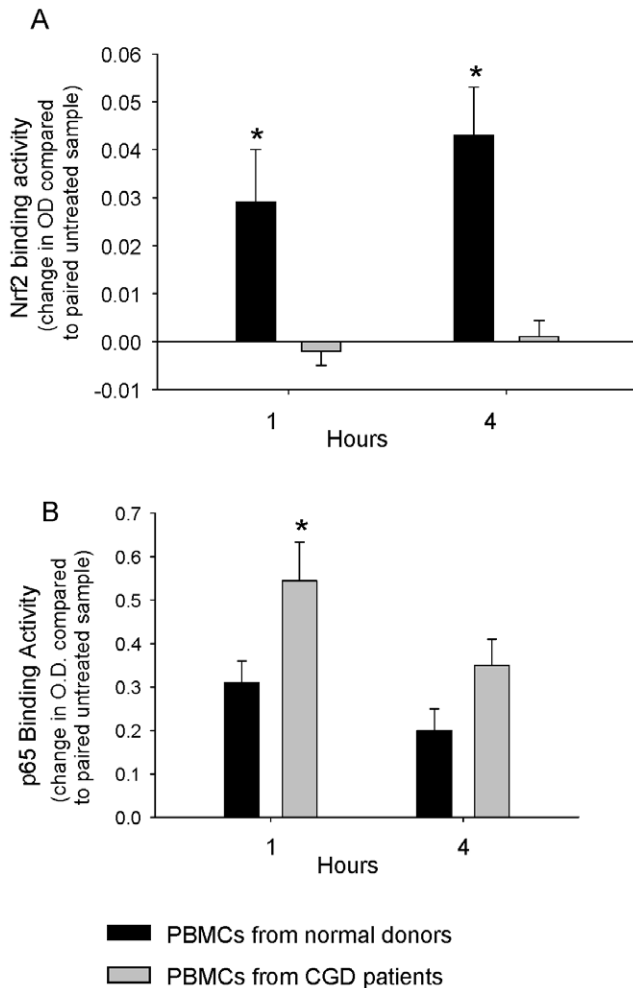 A
Nrf2 binding activity
(change in OD compared
to paired untreated sample)
0.06
0.05
0.04
0.03
0.02
0.01
0.00
-0.01
*
*
1
4
Hours
B
p65 Binding Activity
(change in O.D. compared
to paired untreated sample)
0.7
0.6
0.5
0.4
0.3
0.2
0.1
0.0
*
1
4
Hours
PBMCs from normal donors
PBMCs from CGD patients